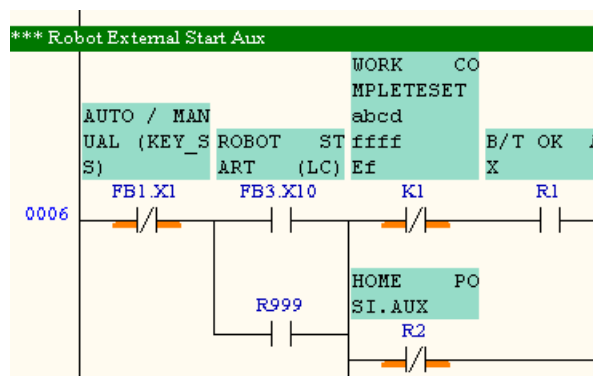 *** Robot External Start Aux
WORK CO
MPLETESET
abcd
ffff
Ef
AUTO / MAN
UAL (KEY_S
S)
ROBOT ST
ART (LC)
B/T OK A
X
FB1.X1
FB3.X10
K1
R1
0006
HOME PO
SI.AUX
R999
R2